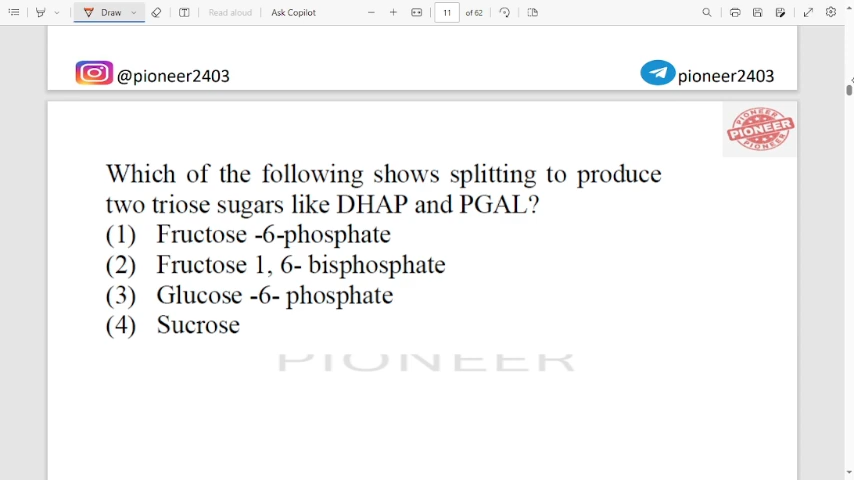 Draw
Read aloud
Ask Copilot
11
of 62
@pioneer2403
pioneer2403
PIONEER
PIONEER
PIONEER
Which of the following shows splitting to produce
two triose sugars like DHAP and PGAL?
(1) Fructose -6-phosphate
(2) Fructose 1, 6- bisphosphate
(3) Glucose -6- phosphate
(4) Sucrose
PIONEER